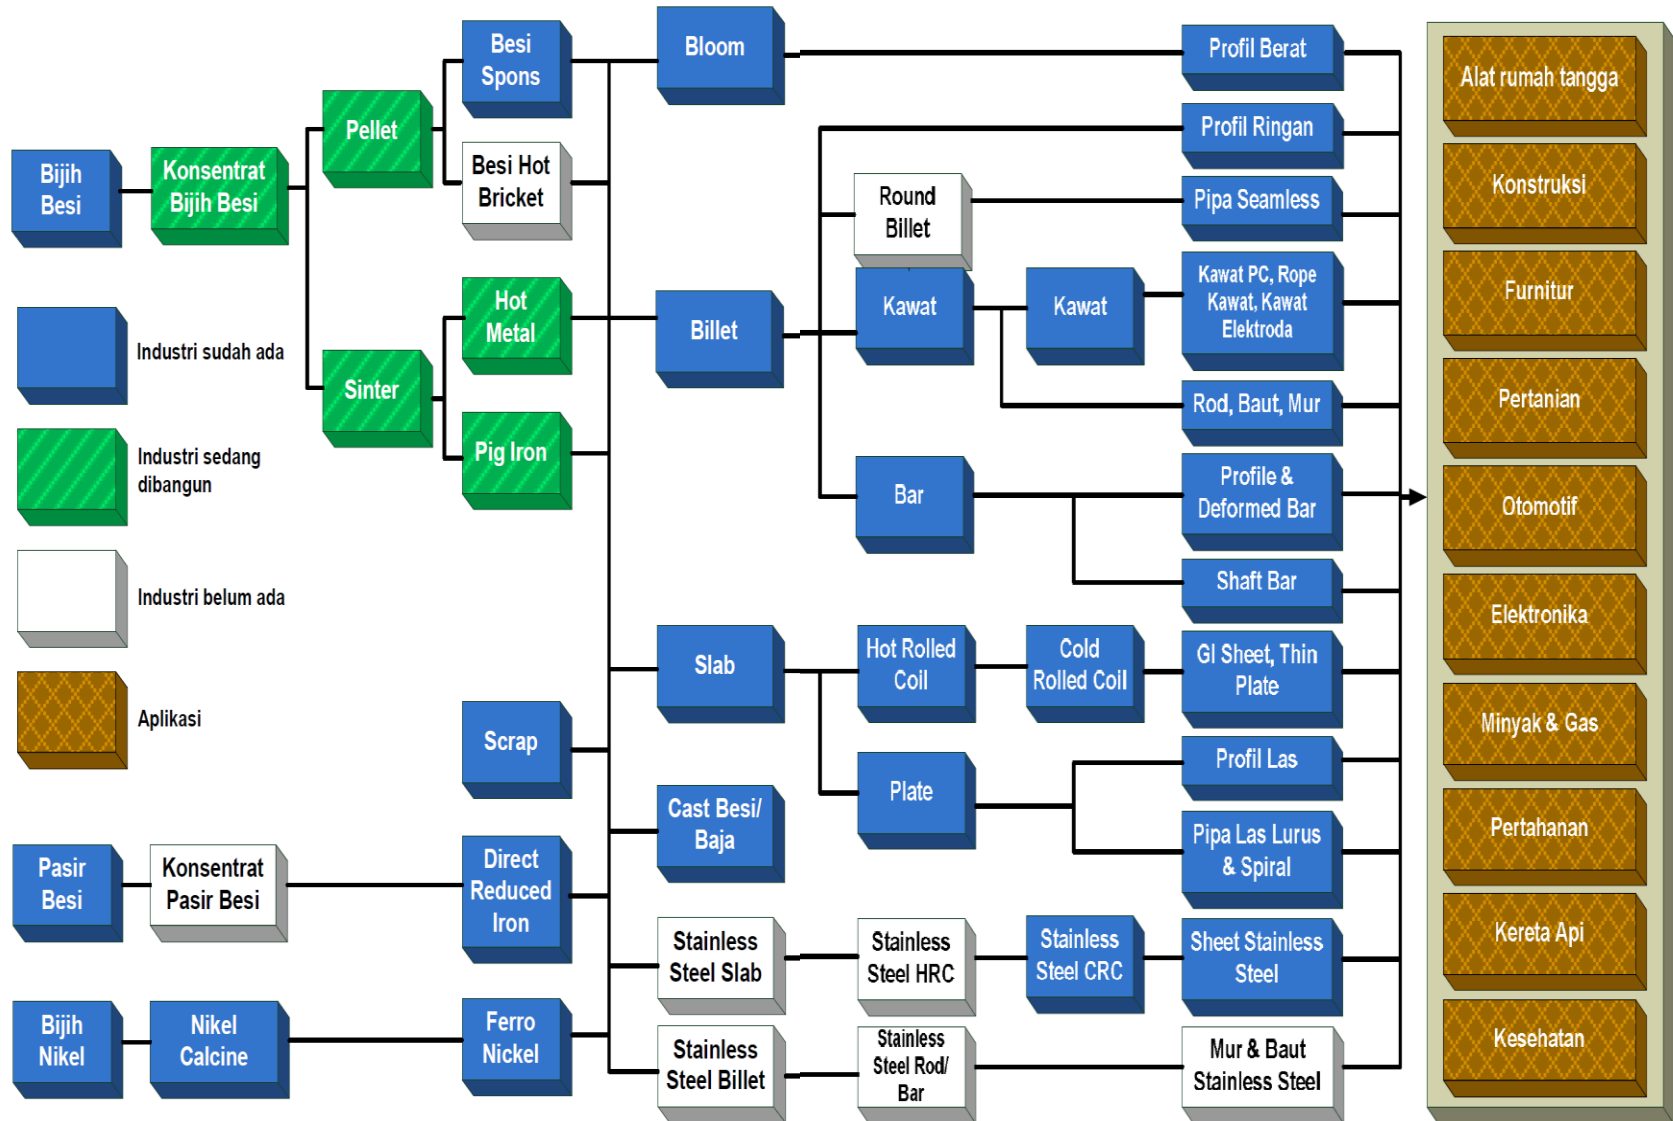 Bijih
Besi
Konsentrat
Bijih Besi
Pellet
Sinter
Besi
Spons
Besi Hot
Bricket
Hot
Metal
Pig Iron
Industri sudah ada
Industri sedang
dibangun
Industri belum ada
Aplikasi
Scrap
Pasir
Besi
Konsentrat
Pasir Besi
Direct
Reduced
Iron
Bijih
Nikel
Nikel
Calcine
Ferro
Nickel
Bloom
Billet
Slab
Cast Besi/
Baja
Stainless
Steel Slab
Stainless
Steel Billet
Round
Billet
Kawat
Bar
Hot Rolled
Coil
Plate
Stainless
Steel HRC
Stainless
Steel Rod/
Bar
Kawat
Cold
Rolled Coil
Stainless
Steel CRC
Profil Berat
Profil Ringan
Pipa Seamless
Kawat PC, Rope
Kawat, Kawat
Elektroda
Rod, Baut, Mur
Profile &
Deformed Bar
Shaft Bar
GI Sheet, Thin
Plate
Profil Las
Pipa Las Lurus
& Spiral
Sheet Stainless
Steel
Mur & Baut
Stainless Steel
Alat rumah tangga
Konstruksi
Furnitur
Pertanian
Otomotif
Elektronika
Minyak & Gas
Pertahanan
Kereta Api
Kesehatan